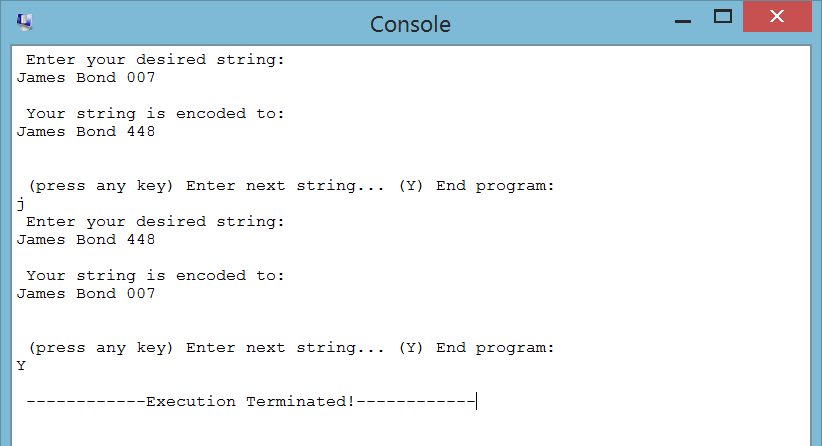 Console
Enter your desired string:
James Bond 007
Your string is encoded to:
James Bond 448
(press any key) Enter next string... (Y) End program:
j
Enter your desired string:
James Bond 448
Your string is encoded to:
James Bond 007
(press any key) Enter next string... (Y) End program:
Y
------------Execution Terminated!------------